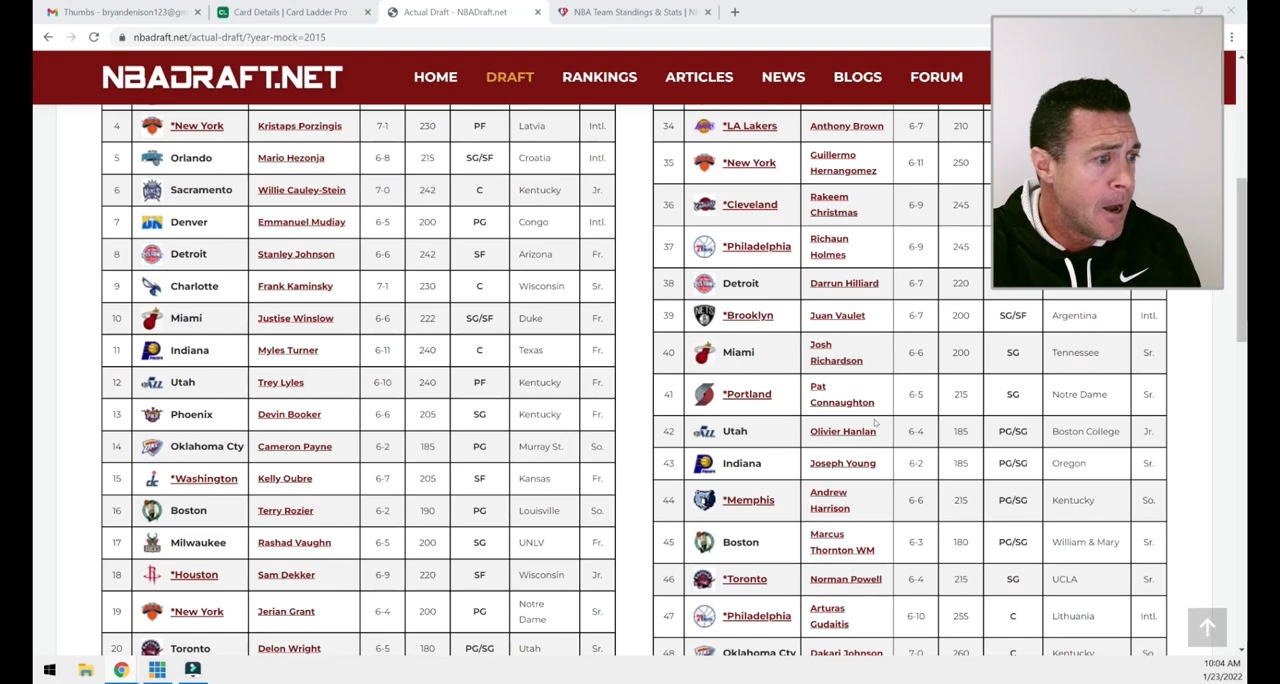 Thumbs - bryandenison123@gm
Card Details | Card Ladder Pro
Actual Draft - NBADraft.net
NBA Team Standings & Stats | N
nbadraft.net/actual-draft/?year-mock=2015
NBADRAFT.NET
HOME DRAFT RANKINGS ARTICLES NEWS BLOGS FORUM
4 *New York Kristaps Porzingis 7-1 230 PF Latvia Intl.
5 Orlando Mario Hezonja 6-8 215 SG/SF Croatia Intl.
6 Sacramento Willie Cauley-Stein 7-0 242 C Kentucky Jr.
7 Denver Emmanuel Mudiay 6-5 200 PG Congo Intl.
8 Detroit Stanley Johnson 6-6 242 SF Arizona Fr.
9 Charlotte Frank Kaminsky 7-1 230 C Wisconsin Sr.
10 Miami Justise Winslow 6-6 222 SG/SF Duke Fr.
11 Indiana Myles Turner 6-11 240 C Texas Fr.
12 Utah Trey Lyles 6-10 240 PF Kentucky Fr.
13 Phoenix Devin Booker 6-6 205 SG Kentucky Fr.
14 Oklahoma Cty Cameron Payne 6-2 185 PG Murray St. So.
15 *Washington Kelly Oubre 6-7 205 SF Kansas Fr.
16 Boston Terry Rozier 6-2 190 PG Louisville So.
17 Milwaukee Rashad Vaughn 6-5 200 SG UNLV Fr.
18 *Houston Sam Dekker 6-9 220 SF Wisconsin Jr.
19 *New York Jerian Grant 6-4 200 PG Notre Dame Sr.
20 Toronto Delon Wright 6-5 180 PG/SG Utah Sr.
34 *LA Lakers Anthony Brown 6-7 210
35 *New York Guillermo Hernangomez 6-11 250
36 *Cleveland Rakeem Christmas 6-9 245
37 *Philadelphia Richaun Holmes 6-9 245
38 Detroit Darrun Hilliard 6-7 220
39 *Brooklyn Juan Vaulet 6-7 200 SG/SF Argentina Intl.
40 Miami Josh Richardson 6-6 200 SG Tennessee Sr.
41 *Portland Pat Connaughton 6-5 215 SG Notre Dame Sr.
42 Utah Olivier Hanlan 6-4 185 PG/SG Boston College Jr.
43 Indiana Joseph Young 6-2 185 PG/SG Oregon Sr.
44 *Memphis Andrew Harrison 6-6 215 PG/SG Kentucky So.
45 Boston Marcus Thornton WM 6-3 180 PG/SG William & Mary Sr.
46 *Toronto Norman Powell 6-4 215 SG UCLA Sr.
47 *Philadelphia Arturas Gudaitis 6-10 255 C Lithuania Intl.
48 Oklahoma Cty Dakari Johnson 7-0 260 C Kentucky So.
10:04 AM
1/23/2022